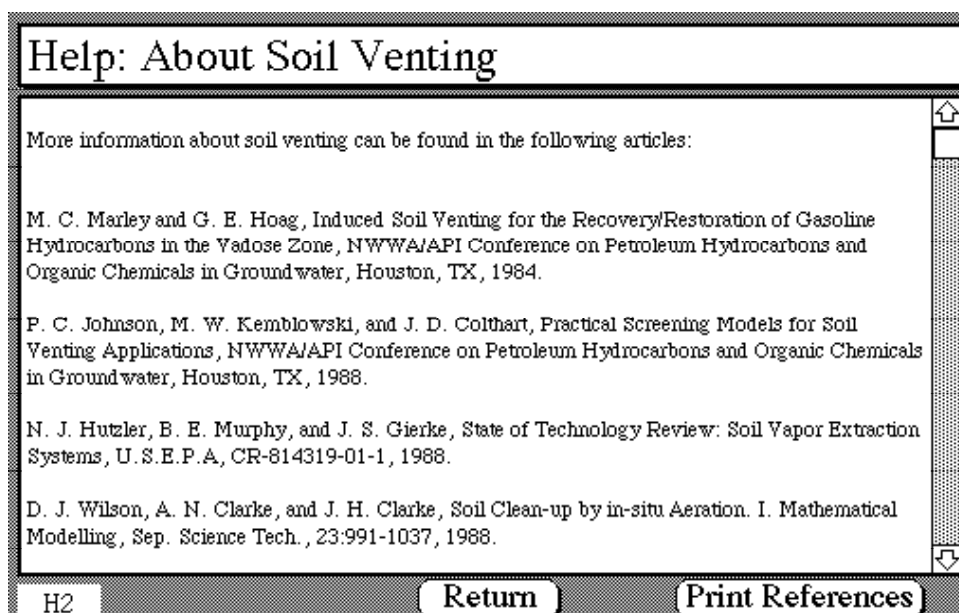 Help: About Soil Venting
More information about soil venting can be found in the following articles:
M. C. Marley and G. E. Hoag, Induced Soil Venting for the Recovery/Restoration of Gasoline
Hydrocarbons in the Vadose Zone, NWWA/API Conference on Petroleum Hydrocarbons and
Organic Chemicals in Groundwater, Houston, TX, 1984.
P. C. Johnson, M. W. Kemblowski, and J. D. Colthart, Practical Screening Models for Soil
Venting Applications, NWWA/API Conference on Petroleum Hydrocarbons and Organic Chemicals
in Groundwater, Houston, TX, 1988.
N. J. Hutzler, B. E. Murphy, and J. S. Gierke, State of Technology Review: Soil Vapor Extraction
Systems, U.S.E.P.A, CR-814319-01-1, 1988.
D. J. Wilson, A. N. Clarke, and J. H. Clarke, Soil Clean-up by in-situ Aeration. I. Mathematical
Modelling, Sep. Science Tech., 23:991-1037, 1988.
H2
Return
Print References